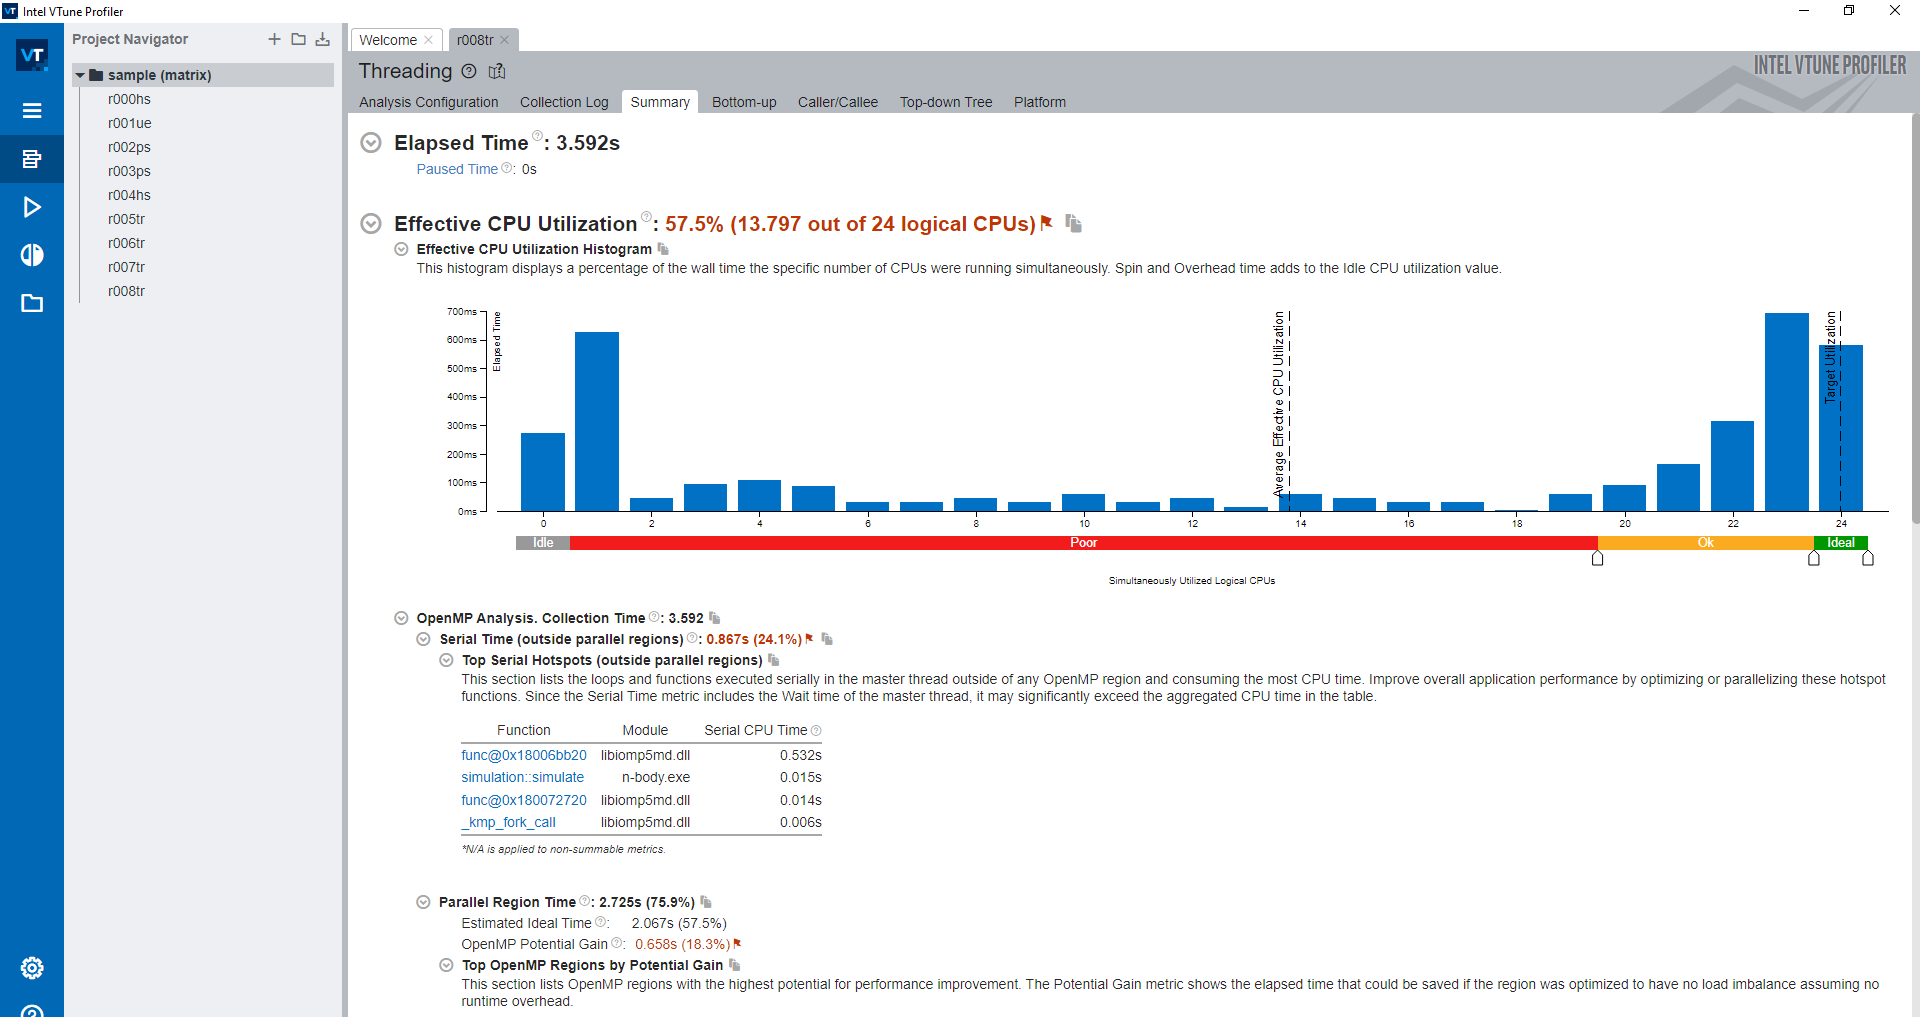 Intel VTune Profiler
VT
Project Navigator
sample (matrix)
r000hs
r001ue
r002ps
r003ps
r004hs
r005tr
r006tr
r007tr
r008tr
Welcome
r008tr
Threading
INTEL VTUNE PROFILER
Analysis Configuration Collection Log Summary Bottom-up Caller/Callee Top-down Tree Platform
Elapsed Time ?: 3.592s
Paused Time ?: 0s
Effective CPU Utilization ?: 57.5% (13.797 out of 24 logical CPUs)
Effective CPU Utilization Histogram
This histogram displays a percentage of the wall time the specific number of CPUs were running simultaneously. Spin and Overhead time adds to the Idle CPU utilization value.
700ms
600ms
500ms
400ms
300ms
200ms
100ms
0ms
Elapsed Time
Average Effective CPU Utilization
Target Utilization
0 2 4 6 8 10 12 14 16 18 20 22 24
Idle Poor Ok Ideal
Simultaneously Utilized Logical CPUs
OpenMP Analysis. Collection Time ?: 3.592
Serial Time (outside parallel regions) ?: 0.867s (24.1%)
Top Serial Hotspots (outside parallel regions)
This section lists the loops and functions executed serially in the master thread outside of any OpenMP region and consuming the most CPU time. Improve overall application performance by optimizing or parallelizing these hotspot
functions. Since the Serial Time metric includes the Wait time of the master thread, it may significantly exceed the aggregated CPU time in the table.
Function Module Serial CPU Time ?
func@0x18006bb20 libiomp5md.dll 0.532s
simulation::simulate n-body.exe 0.015s
func@0x180072720 libiomp5md.dll 0.014s
_kmp_fork_call libiomp5md.dll 0.006s
*N/A is applied to non-summable metrics.
Parallel Region Time ?: 2.725s (75.9%)
Estimated Ideal Time ?: 2.067s (57.5%)
OpenMP Potential Gain ?: 0.658s (18.3%)
Top OpenMP Regions by Potential Gain
This section lists OpenMP regions with the highest potential for performance improvement. The Potential Gain metric shows the elapsed time that could be saved if the region was optimized to have no load imbalance assuming no
runtime overhead.